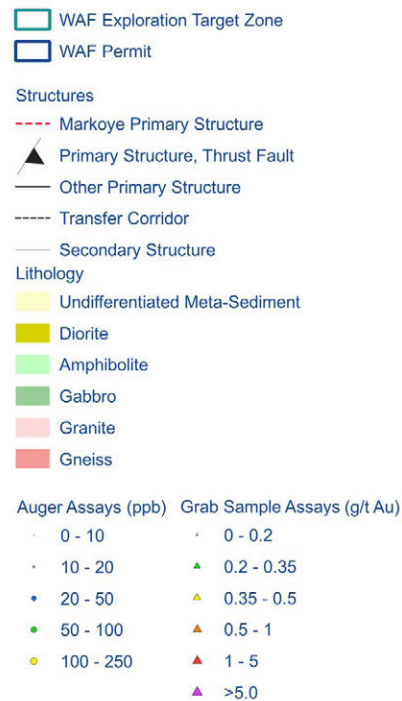 WAF Exploration Target Zone
WAF Permit
Structures
Markoye Primary Structure
Primary Structure, Thrust Fault
Other Primary Structure
Transfer Corridor
Secondary Structure
Lithology
Undifferentiated Meta-Sediment
Diorite
Amphibolite
Gabbro
Granite
Gneiss
Auger Assays (ppb) Grab Sample Assays (g/t Au)
0 - 10 0 - 0.2
10 - 20 0.2 - 0.35
20 - 50 0.35 - 0.5
50 - 100 0.5 - 1
100 - 250 1 - 5
>5.0